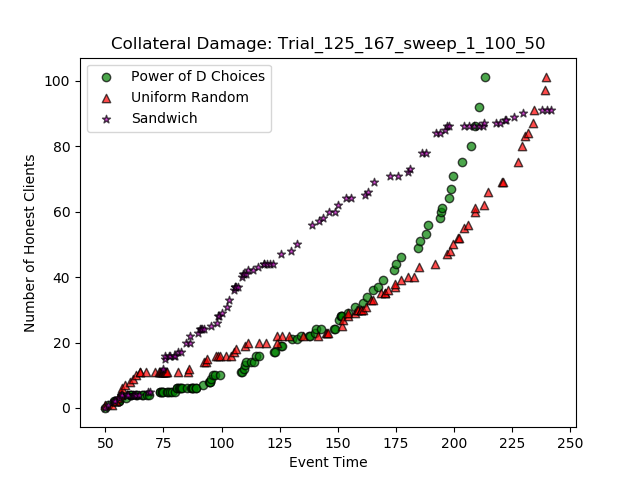 Collateral Damage: Trial_125_167_sweep_1_100_50
Power of D Choices
Uniform Random
Sandwich
Number of Honest Clients
100
80
60
40
20
0
50
75
100
125
150
175
200
225
250
Event Time